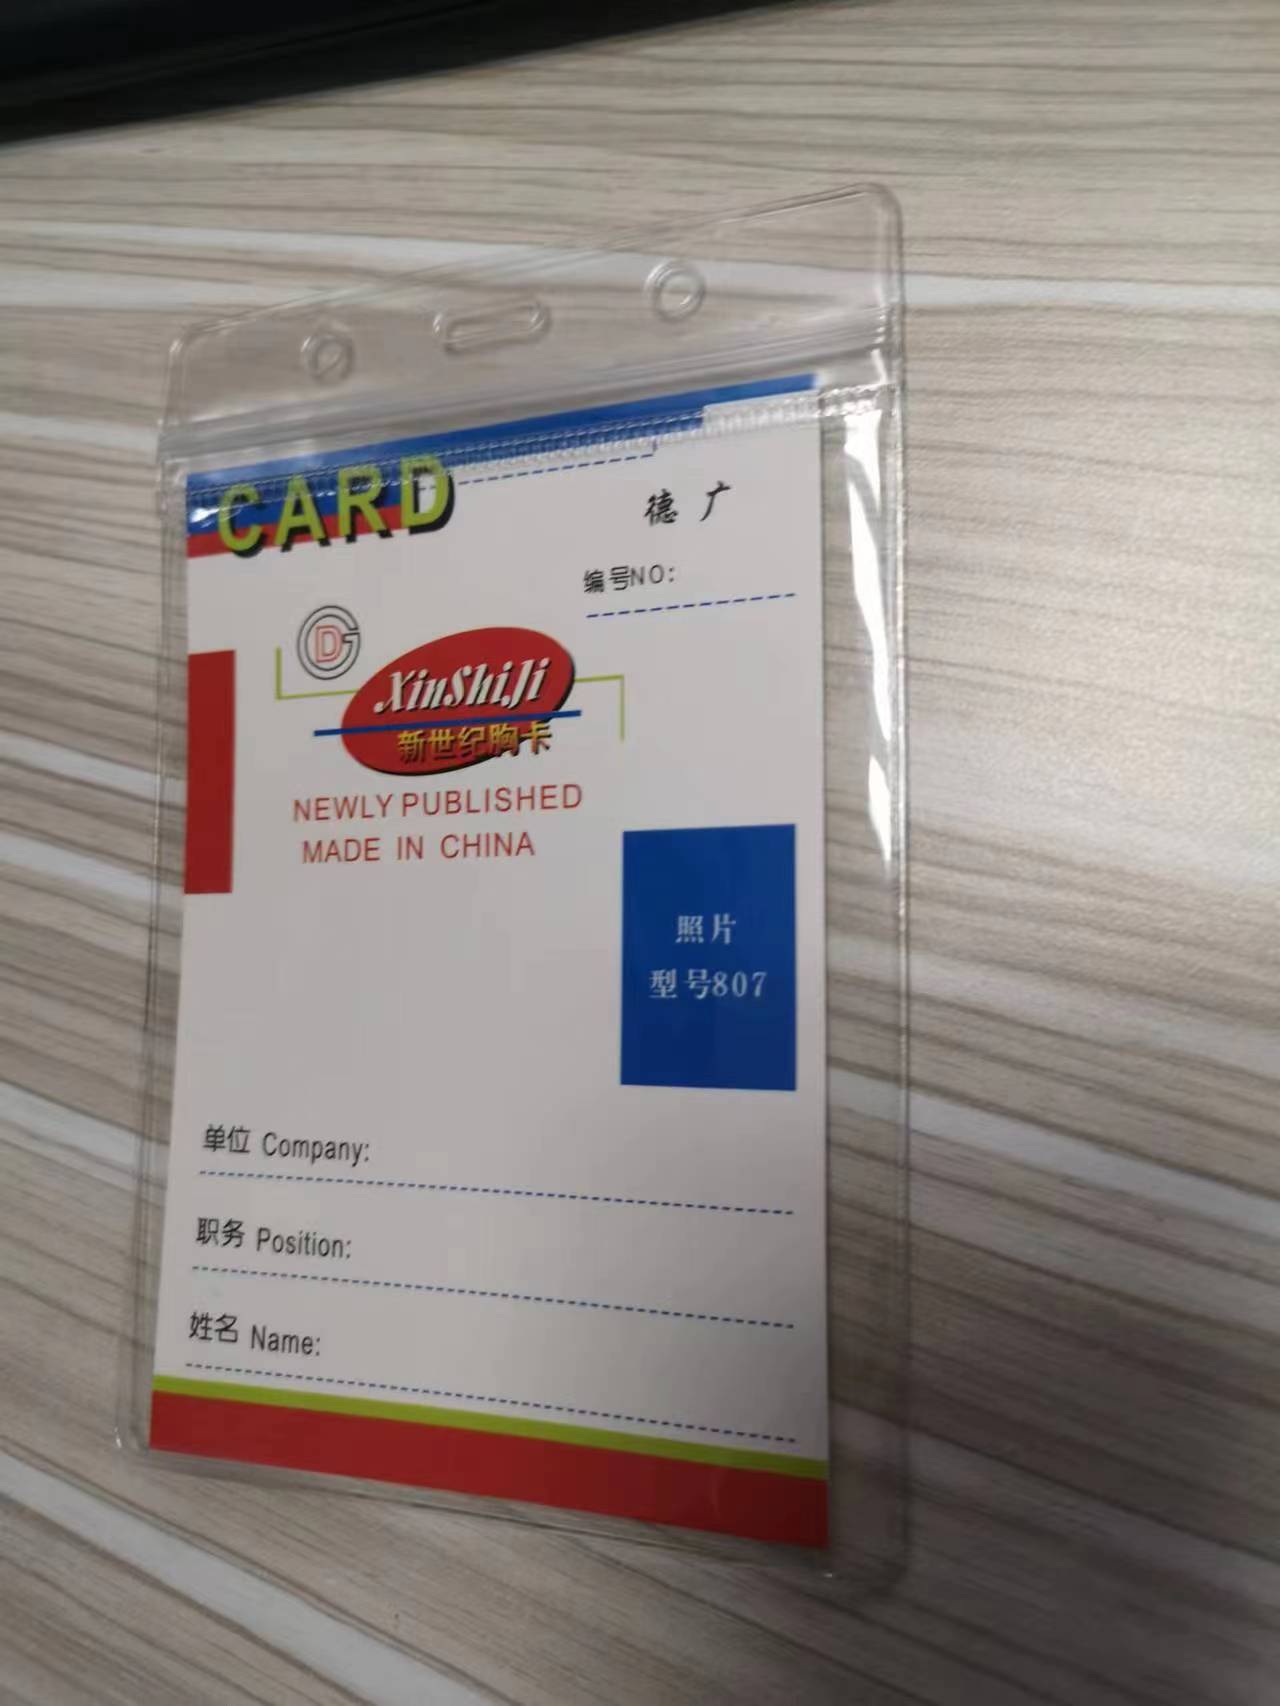 CARD
德广
编号NO:
DG
XinShiJi
新世纪胸卡
NEWLY PUBLISHED
MADE IN CHINA
照片
型号807
单位 Company:
职务 Position:
姓名 Name: